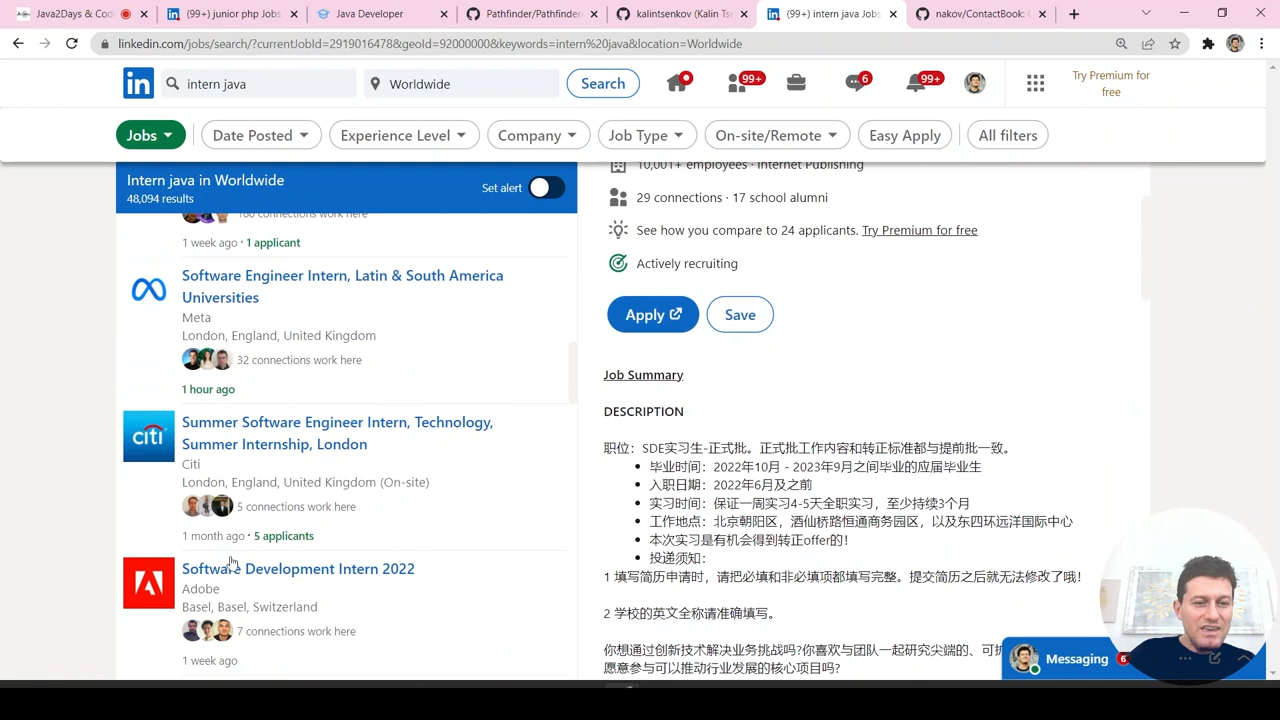 Java2Days & Cod
(99+) junior php Jobs
Java Developer
Pathfinder/Pathfinder
kalintsenkov (Kalin Tse
(99+) intern java Jobs
nakov/ContactBook: C
linkedin.com/jobs/search/?currentJobId=2919016478&geoId=92000000&keywords=intern%20java&location=Worldwide
in
intern java
Worldwide
Search
99+
6
99+
Try Premium for
free
Jobs
Date Posted
Experience Level
Company
Job Type
On-site/Remote
Easy Apply
All filters
Intern java in Worldwide
48,094 results
Set alert
180 connections work here
1 week ago · 1 applicant
Software Engineer Intern, Latin & South America
Universities
Meta
London, England, United Kingdom
32 connections work here
1 hour ago
citi
Summer Software Engineer Intern, Technology,
Summer Internship, London
Citi
London, England, United Kingdom (On-site)
5 connections work here
1 month ago · 5 applicants
Software Development Intern 2022
Adobe
Basel, Basel, Switzerland
7 connections work here
1 week ago
10,001+ employees · Internet Publishing
29 connections · 17 school alumni
See how you compare to 24 applicants. Try Premium for free
Actively recruiting
Apply
Save
Job Summary
DESCRIPTION
职位：SDE实习生-正式批。正式批工作内容和转正标准都与提前批一致。
• 毕业时间：2022年10月 - 2023年9月之间毕业的应届毕业生
• 入职日期：2022年6月及之前
• 实习时间：保证一周实习4-5天全职实习，至少持续3个月
• 工作地点：北京朝阳区，酒仙桥路恒通商务园区，以及东四环远洋国际中心
• 本次实习是有机会得到转正offer的！
• 投递须知：
1 填写简历申请时，请把必填和非必填项都填写完整。提交简历之后就无法修改了哦！
2 学校的英文全称请准确填写。
你想通过创新技术解决业务挑战吗?你喜欢与团队一起研究尖端的、可扩
愿意参与可以推动行业发展的核心项目吗?
Messaging
6